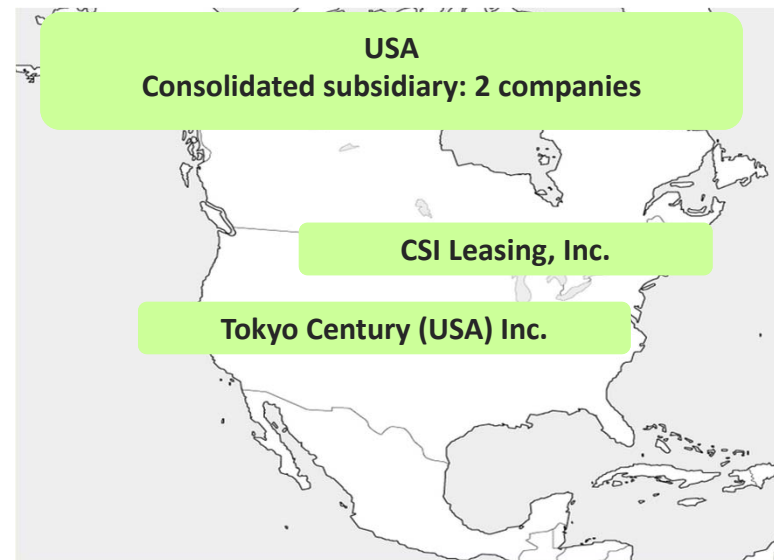 USA
Consolidated subsidiary: 2 companies
CSI Leasing, Inc.
Tokyo Century (USA) Inc.